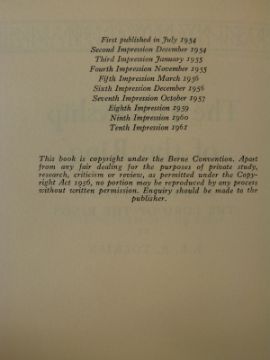 First published in July 1954
Second Impression December 1954
Third Impression January 1955
Fourth Impression November 1955
Fifth Impression March 1956
Sixth Impression December 1956
Seventh Impression October 1957
Eighth Impression 1959
Ninth Impression 1960
Tenth Impression 1961
This book is copyright under the Berne Convention. Apart
from any fair dealing for the purposes of private study,
research, criticism or review, as permitted under the Copy-
right Act 1956, no portion may be reproduced by any process
without written permission. Enquiry should be made to the
publisher.